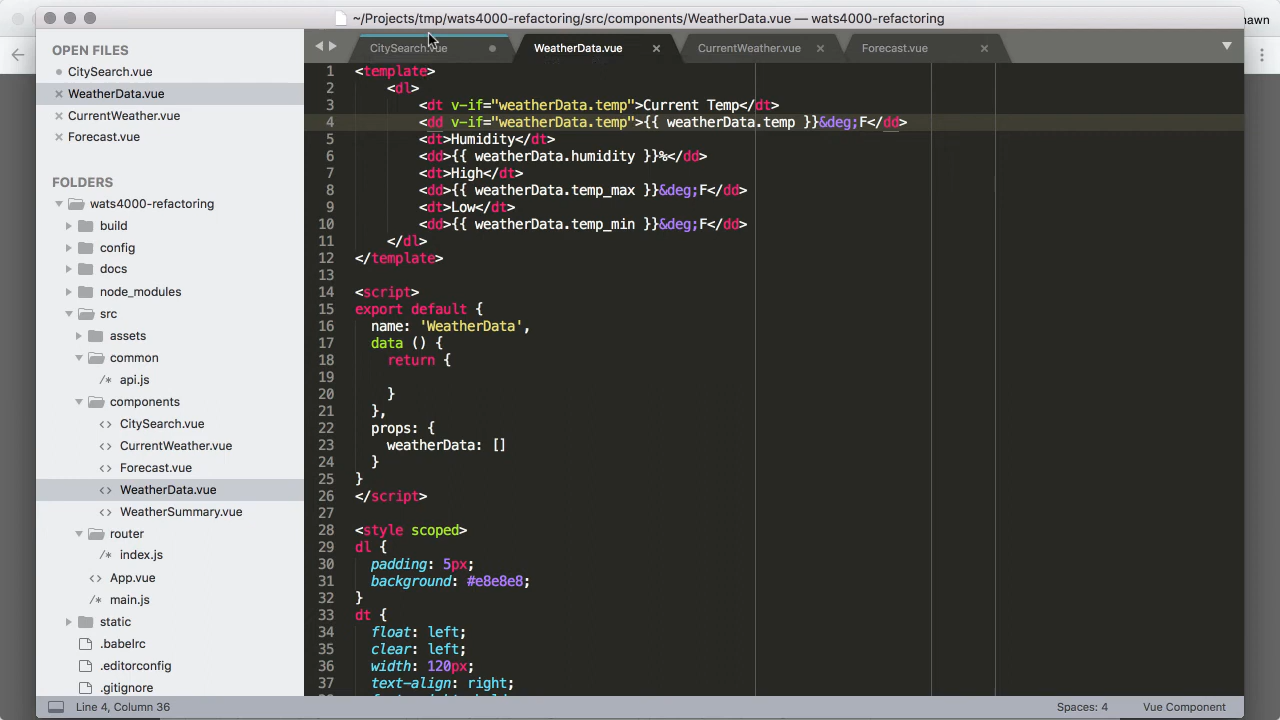 ~/Projects/tmp/wats4000-refactoring/src/components/WeatherData.vue — wats4000-refactoring
awn
OPEN FILES
CitySearch.vue
WeatherData.vue
CurrentWeather.vue
Forecast.vue
FOLDERS
wats4000-refactoring
build
config
docs
node_modules
src
assets
common
api.js
components
CitySearch.vue
CurrentWeather.vue
Forecast.vue
WeatherData.vue
WeatherSummary.vue
router
index.js
App.vue
main.js
static
.babelrc
.editorconfig
.gitignore
CitySearch.vue
WeatherData.vue
CurrentWeather.vue
Forecast.vue
1 <template>
2 <dl>
3 <dt v-if="weatherData.temp">Current Temp</dt>
4 <dd v-if="weatherData.temp">{{ weatherData.temp }}&deg;F</dd>
5 <dt>Humidity</dt>
6 <dd>{{ weatherData.humidity }}%</dd>
7 <dt>High</dt>
8 <dd>{{ weatherData.temp_max }}&deg;F</dd>
9 <dt>Low</dt>
10 <dd>{{ weatherData.temp_min }}&deg;F</dd>
11 </dl>
12 </template>
13
14 <script>
15 export default {
16 name: 'WeatherData',
17 data () {
18 return {
19
20 }
21 },
22 props: {
23 weatherData: []
24 }
25 }
26 </script>
27
28 <style scoped>
29 dl {
30 padding: 5px;
31 background: #e8e8e8;
32 }
33 dt {
34 float: left;
35 clear: left;
36 width: 120px;
37 text-align: right;
Line 4, Column 36
Spaces: 4
Vue Component